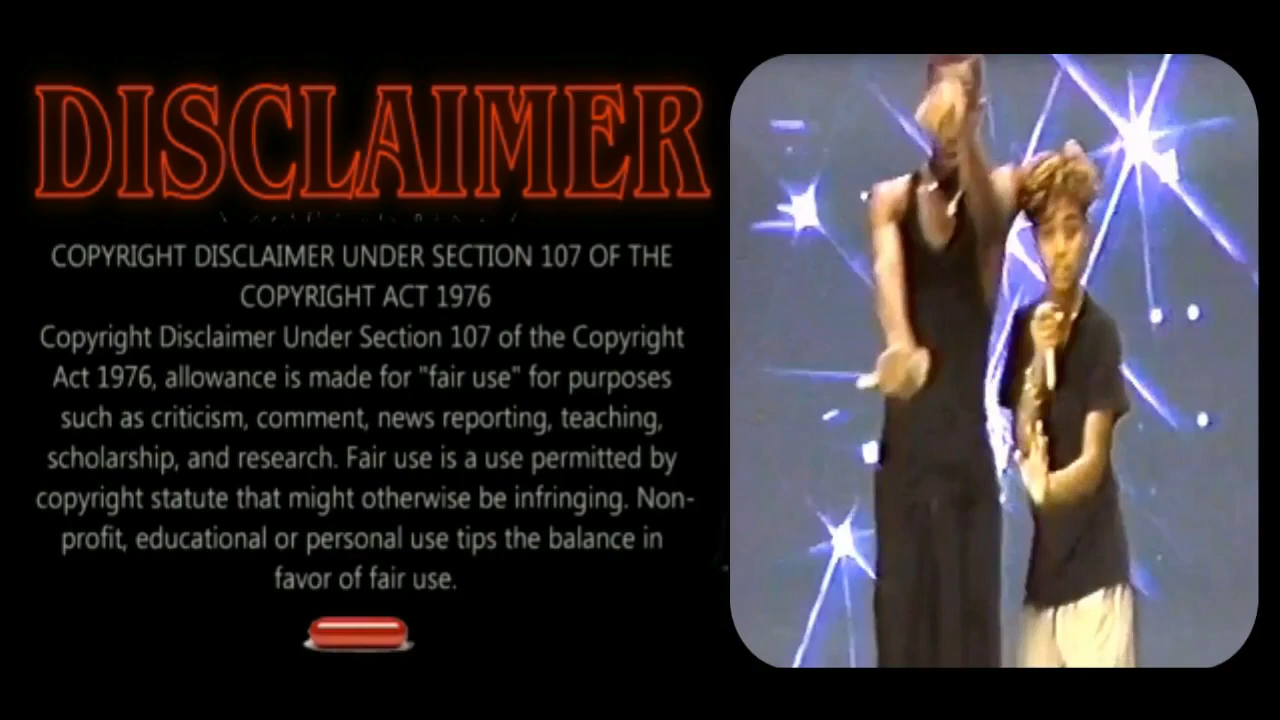 DISCLAIMER
COPYRIGHT DISCLAIMER UNDER SECTION 107 OF THE
COPYRIGHT ACT 1976
Copyright Disclaimer Under Section 107 of the Copyright
Act 1976, allowance is made for "fair use" for purposes
such as criticism, comment, news reporting, teaching,
scholarship, and research. Fair use is a use permitted by
copyright statute that might otherwise be infringing. Non-
profit, educational or personal use tips the balance in
favor of fair use.